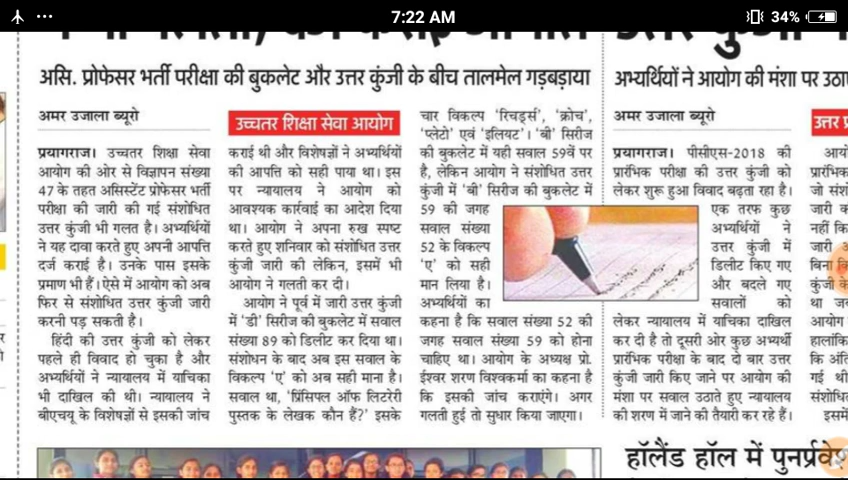 7:22 AM
34%
असि. प्रोफेसर भर्ती परीक्षा की बुकलेट और उत्तर कुंजी के बीच तालमेल गड़बड़ाया
अमर उजाला ब्यूरो
प्रयागराज। उच्चतर शिक्षा सेवा
आयोग की ओर से विज्ञापन संख्या
47 के तहत असिस्टेंट प्रोफेसर भर्ती
परीक्षा की जारी की गई संशोधित
उत्तर कुंजी भी गलत है। अभ्यर्थियों
ने यह दावा करते हुए अपनी आपत्ति
दर्ज कराई है। उनके पास इसके
प्रमाण भी हैं। ऐसे में आयोग को अब
फिर से संशोधित उत्तर कुंजी जारी
करनी पड़ सकती है।
हिंदी की उत्तर कुंजी को लेकर
पहले ही विवाद हो चुका है और
अभ्यर्थियों ने न्यायालय में याचिका
भी दाखिल की थी। न्यायालय ने
बीएचयू के विशेषज्ञों से इसकी जांच
उच्चतर शिक्षा सेवा आयोग
कराई थी और विशेषज्ञों ने अभ्यर्थियों
की आपत्ति को सही पाया था। इस
पर न्यायालय ने आयोग को
आवश्यक कार्रवाई का आदेश दिया
था। आयोग ने अपना रुख स्पष्ट
करते हुए शनिवार को संशोधित उत्तर
कुंजी जारी की लेकिन, इसमें भी
आयोग ने गलती कर दी।
आयोग ने पूर्व में जारी उत्तर कुंजी
में 'डी' सिरीज की बुकलेट में सवाल
संख्या 89 को डिलीट कर दिया था।
संशोधन के बाद अब इस सवाल के
विकल्प 'ए' को अब सही माना है।
सवाल था, 'प्रिंसिपल ऑफ लिटरेरी
पुस्तक के लेखक कौन हैं?' इसके
चार विकल्प 'रिचर्ड्स', 'क्रोच',
'प्लेटो' एवं 'इलियट'। 'बी' सिरीज
की बुकलेट में यही सवाल 59वें पर
है, लेकिन आयोग ने संशोधित उत्तर
कुंजी में 'बी' सिरीज की बुकलेट में
59 की जगह
सवाल संख्या
52 के विकल्प
'ए' को सही
मान लिया है।
अभ्यर्थियों का
कहना है कि सवाल संख्या 52 की
जगह सवाल संख्या 59 को होना
चाहिए था। आयोग के अध्यक्ष प्रो.
ईश्वर शरण विश्वकर्मा का कहना है
कि इसकी जांच कराएंगे। अगर
गलती हुई तो सुधार किया जाएगा।
अभ्यर्थियों ने आयोग की मंशा पर
अमर उजाला ब्यूरो
प्रयागराज। पीसीएस-2018 की
प्रारंभिक परीक्षा की उत्तर कुंजी को
लेकर शुरू हुआ विवाद बढ़ता रहा है।
एक तरफ कुछ
अभ्यर्थियों ने
उत्तर कुंजी में
डिलीट किए गए
और बदले गए
सवालों को
लेकर न्यायालय में याचिका दाखिल
कर दी है तो दूसरी ओर कुछ अभ्यर्थी
प्रारंभिक परीक्षा के बाद दो बार उत्तर
कुंजी जारी किए जाने पर आयोग की
मंशा पर सवाल उठाते हुए न्यायालय
की शरण में जाने की तैयारी कर रहे हैं।
हॉलैंड हॉल में